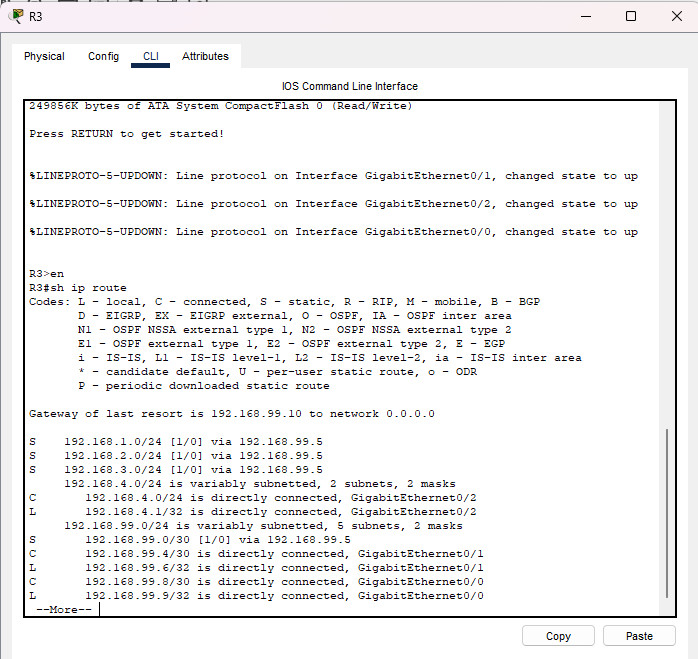 R3
Physical Config CLI Attributes
IOS Command Line Interface
249856K bytes of ATA System CompactFlash 0 (Read/Write)
Press RETURN to get started!
%LINEPROTO-5-UPDOWN: Line protocol on Interface GigabitEthernet0/1, changed state to up
%LINEPROTO-5-UPDOWN: Line protocol on Interface GigabitEthernet0/2, changed state to up
%LINEPROTO-5-UPDOWN: Line protocol on Interface GigabitEthernet0/0, changed state to up
R3>en
R3#sh ip route
Codes: L - local, C - connected, S - static, R - RIP, M - mobile, B - BGP
D - EIGRP, EX - EIGRP external, O - OSPF, IA - OSPF inter area
N1 - OSPF NSSA external type 1, N2 - OSPF NSSA external type 2
E1 - OSPF external type 1, E2 - OSPF external type 2, E - EGP
i - IS-IS, L1 - IS-IS level-1, L2 - IS-IS level-2, ia - IS-IS inter area
* - candidate default, U - per-user static route, o - ODR
P - periodic downloaded static route
Gateway of last resort is 192.168.99.10 to network 0.0.0.0
S 192.168.1.0/24 [1/0] via 192.168.99.5
S 192.168.2.0/24 [1/0] via 192.168.99.5
S 192.168.3.0/24 [1/0] via 192.168.99.5
192.168.4.0/24 is variably subnetted, 2 subnets, 2 masks
C 192.168.4.0/24 is directly connected, GigabitEthernet0/2
L 192.168.4.1/32 is directly connected, GigabitEthernet0/2
192.168.99.0/24 is variably subnetted, 5 subnets, 2 masks
S 192.168.99.0/30 [1/0] via 192.168.99.5
C 192.168.99.4/30 is directly connected, GigabitEthernet0/1
L 192.168.99.6/32 is directly connected, GigabitEthernet0/1
C 192.168.99.8/30 is directly connected, GigabitEthernet0/0
L 192.168.99.9/32 is directly connected, GigabitEthernet0/0
--More--
Copy Paste